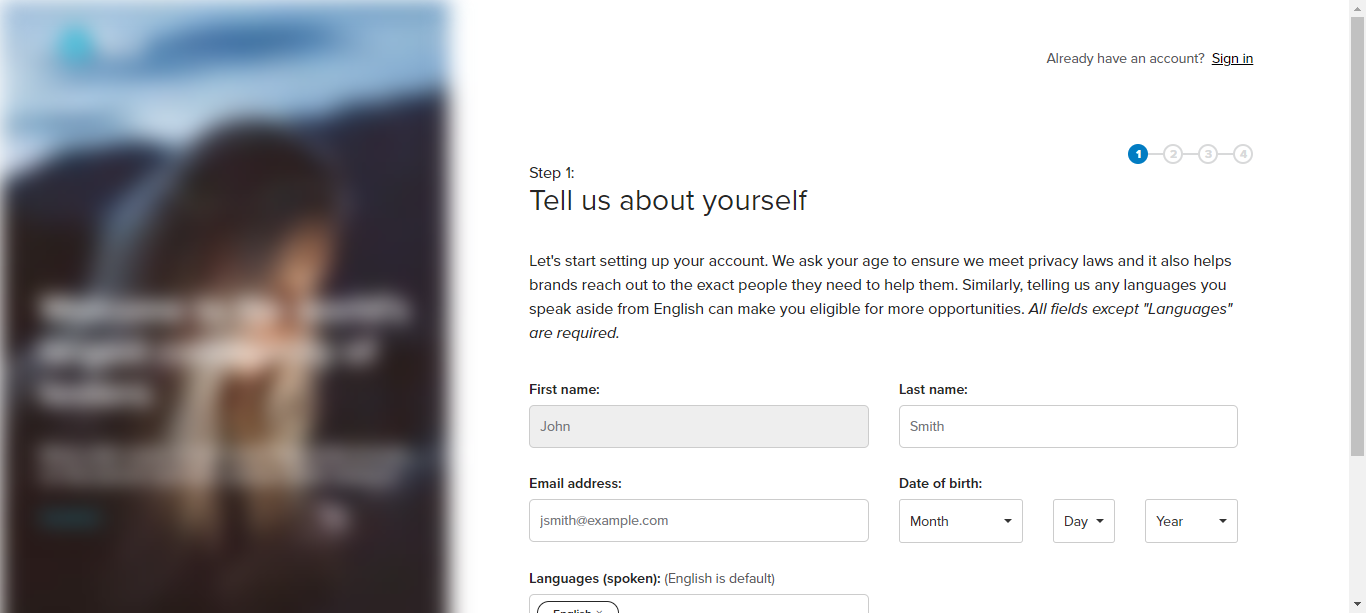 Already have an account? Sign in
1 2 3 4
Step 1:
Tell us about yourself
Let's start setting up your account. We ask your age to ensure we meet privacy laws and it also helps
brands reach out to the exact people they need to help them. Similarly, telling us any languages you
speak aside from English can make you eligible for more opportunities. All fields except "Languages"
are required.
First name: Last name:
John Smith
Email address: Date of birth:
jsmith@example.com Month Day Year
Languages (spoken): (English is default)
English ×